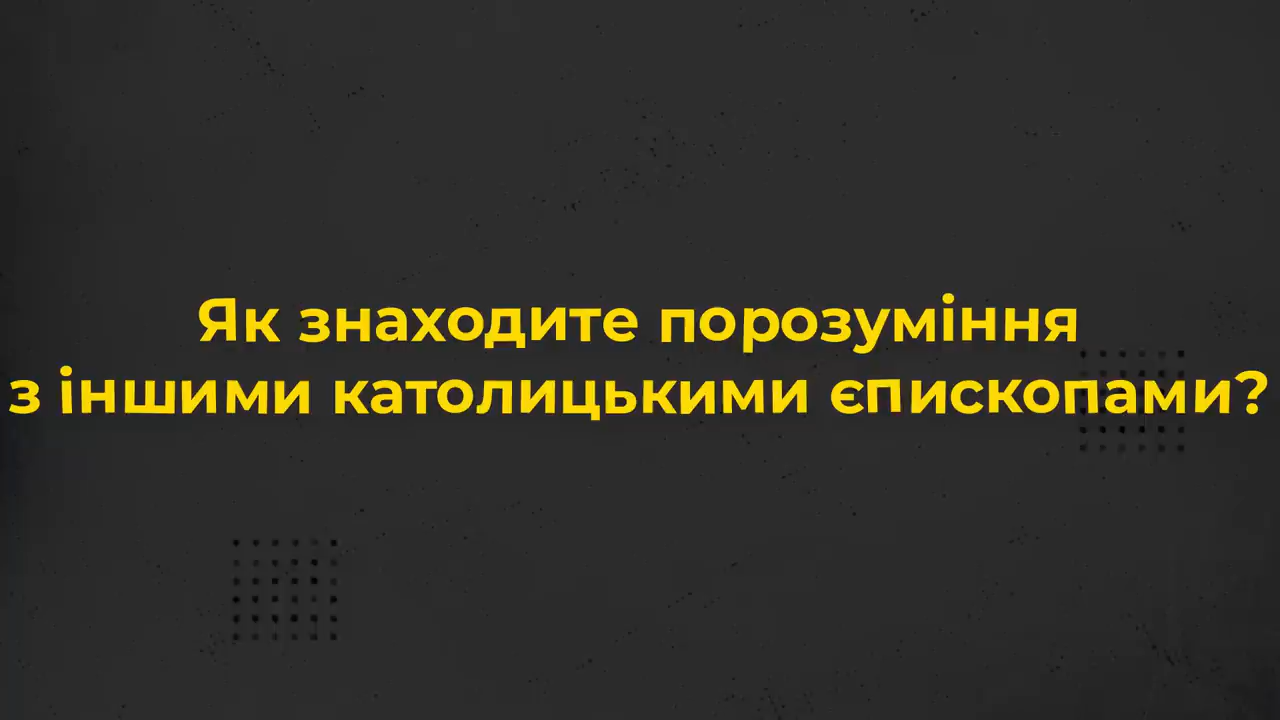 Як знаходите порозуміння
з іншими католицькими єпископами?